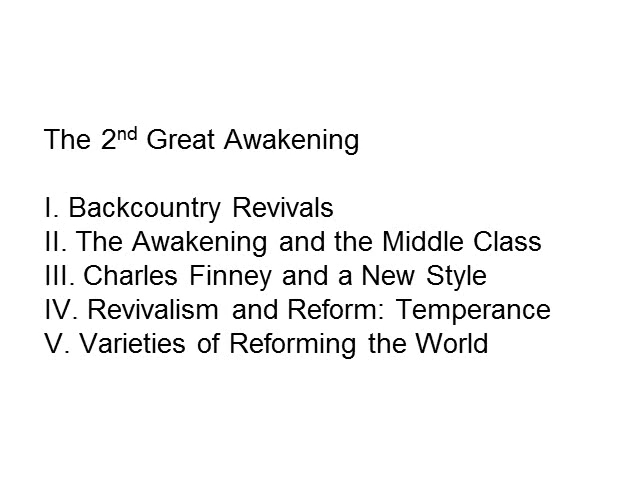 The 2nd Great Awakening
I. Backcountry Revivals
II. The Awakening and the Middle Class
III. Charles Finney and a New Style
IV. Revivalism and Reform: Temperance
V. Varieties of Reforming the World